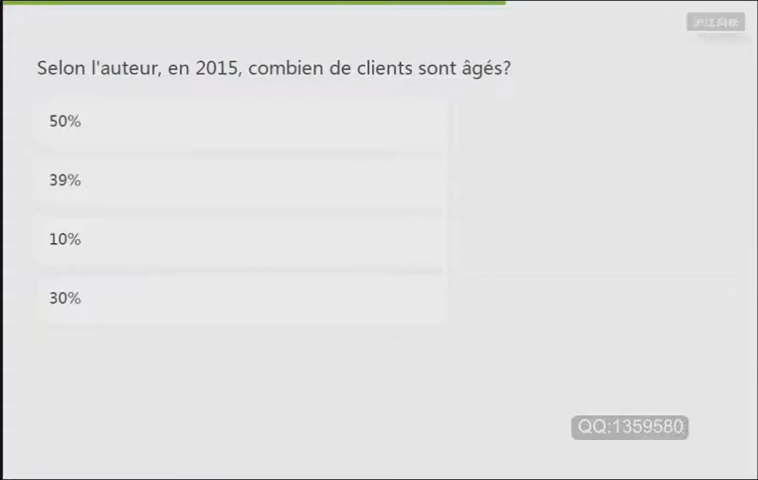 Selon l'auteur, en 2015, combien de clients sont âgés?
50%
39%
10%
30%
QQ:1359580